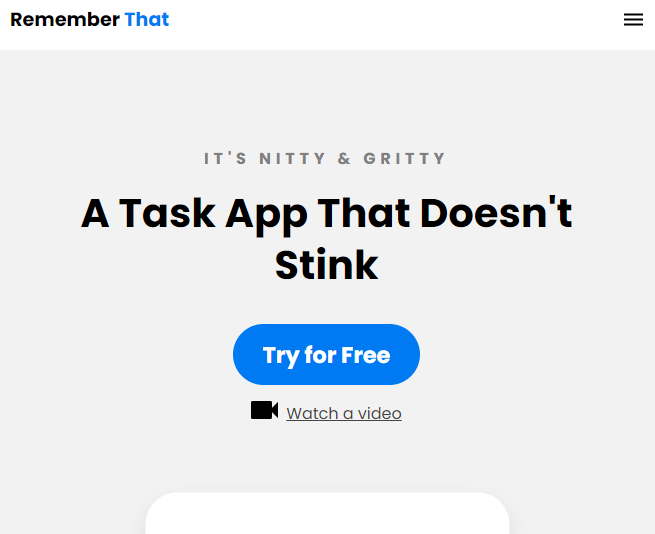 Remember That
IT'S NITTY & GRITTY
A Task App That Doesn't
Stink
Try for Free
Watch a video